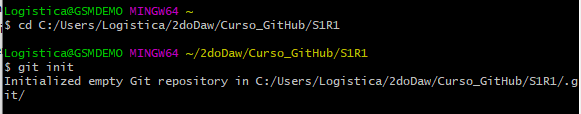 Logistica@GSMDEMO MINGW64 ~
$ cd C:/Users/Logistica/2doDaw/Curso_GitHub/S1R1
Logistica@GSMDEMO MINGW64 ~/2doDaw/Curso_GitHub/S1R1
$ git init
Initialized empty Git repository in C:/Users/Logistica/2doDaw/Curso_GitHub/S1R1/.g
it/